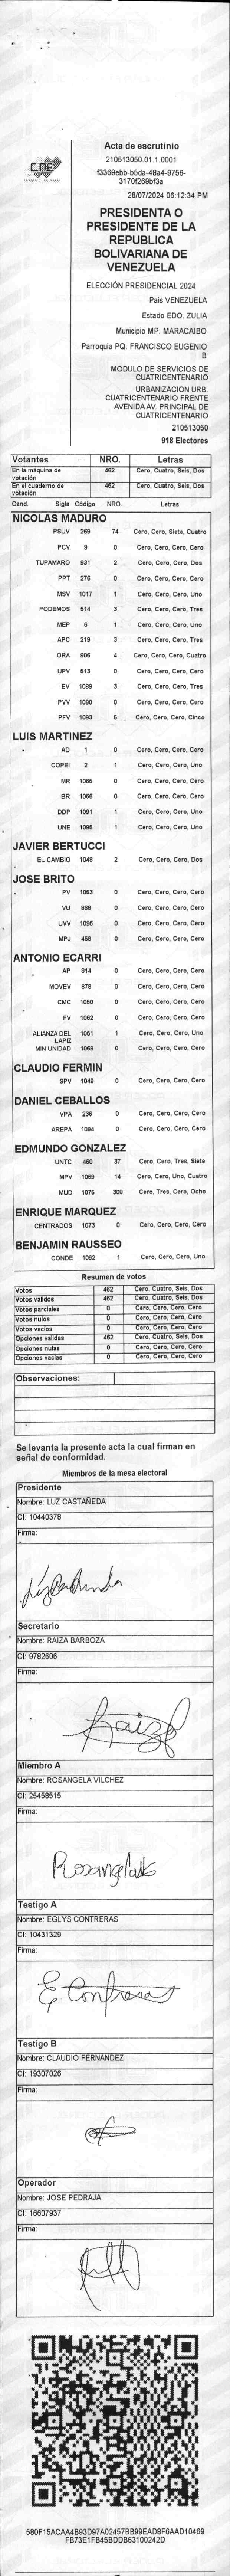 CNE
Acta de escrutinio
210513050.01.1.0001
f3369ebb-b5da-48a4-9756-
3170f269bf3a
28/07/2024 06:12:34 PM
PRESIDENTA O
PRESIDENTE DE LA
REPUBLICA
BOLIVARIANA DE
VENEZUELA
ELECCIÓN PRESIDENCIAL 2024
País VENEZUELA
Estado EDO. ZULIA
Municipio MP. MARACAIBO
Parroquia PQ. FRANCISCO EUGENIO
B
MODULO DE SERVICIOS DE
CUATRICENTENARIO
URBANIZACION URB.
CUATRICENTENARIO FRENTE
AVENIDA AV. PRINCIPAL DE
CUATRICENTENARIO
210513050
918 Electores
Votantes NRO. Letras
En la máquina de votación 462 Cero, Cuatro, Seis, Dos
En el cuaderno de votación 462 Cero, Cuatro, Seis, Dos
Cand. Sigla Código NRO. Letras
NICOLAS MADURO
PSUV 269 74 Cero, Cero, Siete, Cuatro
PCV 9 0 Cero, Cero, Cero, Cero
TUPAMARO 931 2 Cero, Cero, Cero, Dos
PPT 276 0 Cero, Cero, Cero, Cero
MSV 1017 1 Cero, Cero, Cero, Uno
PODEMOS 514 3 Cero, Cero, Cero, Tres
MEP 6 1 Cero, Cero, Cero, Uno
APC 219 3 Cero, Cero, Cero, Tres
ORA 906 4 Cero, Cero, Cero, Cuatro
UPV 513 0 Cero, Cero, Cero, Cero
EV 1089 3 Cero, Cero, Cero, Tres
PVV 1090 0 Cero, Cero, Cero, Cero
PFV 1093 5 Cero, Cero, Cero, Cinco
LUIS MARTINEZ
AD 1 0 Cero, Cero, Cero, Cero
COPEI 2 1 Cero, Cero, Cero, Uno
MR 1065 0 Cero, Cero, Cero, Cero
BR 1066 0 Cero, Cero, Cero, Cero
DDP 1091 1 Cero, Cero, Cero, Uno
UNE 1095 1 Cero, Cero, Cero, Uno
JAVIER BERTUCCI
EL CAMBIO 1048 2 Cero, Cero, Cero, Dos
JOSE BRITO
PV 1053 0 Cero, Cero, Cero, Cero
VU 868 0 Cero, Cero, Cero, Cero
UVV 1096 0 Cero, Cero, Cero, Cero
MPJ 458 0 Cero, Cero, Cero, Cero
ANTONIO ECARRI
AP 814 0 Cero, Cero, Cero, Cero
MOVEV 878 0 Cero, Cero, Cero, Cero
CMC 1050 0 Cero, Cero, Cero, Cero
FV 1062 0 Cero, Cero, Cero, Cero
ALIANZA DEL LAPIZ 1051 1 Cero, Cero, Cero, Uno
MIN UNIDAD 1068 0 Cero, Cero, Cero, Cero
CLAUDIO FERMIN
SPV 1049 0 Cero, Cero, Cero, Cero
DANIEL CEBALLOS
VPA 236 0 Cero, Cero, Cero, Cero
AREPA 1094 0 Cero, Cero, Cero, Cero
EDMUNDO GONZALEZ
UNTC 460 37 Cero, Cero, Tres, Siete
MPV 1069 14 Cero, Cero, Uno, Cuatro
MUD 1075 308 Cero, Tres, Cero, Ocho
ENRIQUE MARQUEZ
CENTRADOS 1073 0 Cero, Cero, Cero, Cero
BENJAMIN RAUSSEO
CONDE 1082 1 Cero, Cero, Cero, Uno
Resumen de votos
Votos 462 Cero, Cuatro, Seis, Dos
Votos validos 462 Cero, Cuatro, Seis, Dos
Votos parciales 0 Cero, Cero, Cero, Cero
Votos nulos 0 Cero, Cero, Cero, Cero
Votos vacios 0 Cero, Cero, Cero, Cero
Opciones validas 462 Cero, Cuatro, Seis, Dos
Opciones nulas 0 Cero, Cero, Cero, Cero
Opciones vacias 0 Cero, Cero, Cero, Cero
Observaciones:
Se levanta la presente acta la cual firman en
señal de conformidad.
Miembros de la mesa electoral
Presidente
Nombre: LUZ CASTAÑEDA
CI: 10440378
Firma:
Secretario
Nombre: RAIZA BARBOZA
CI: 9782606
Firma:
Raiza
Miembro A
Nombre: ROSANGELA VILCHEZ
CI: 25458515
Firma:
Testigo A
Nombre: EGLYS CONTRERAS
CI: 10431329
Firma:
Testigo B
Nombre: CLAUDIO FERNANDEZ
CI: 19307026
Firma:
Operador
Nombre: JOSE PEDRAJA
CI: 16607937
Firma:
580F15ACAA4B93D97A02457BB99EAD8F6AAD10469
FB73E1FB45BDDB63100242D